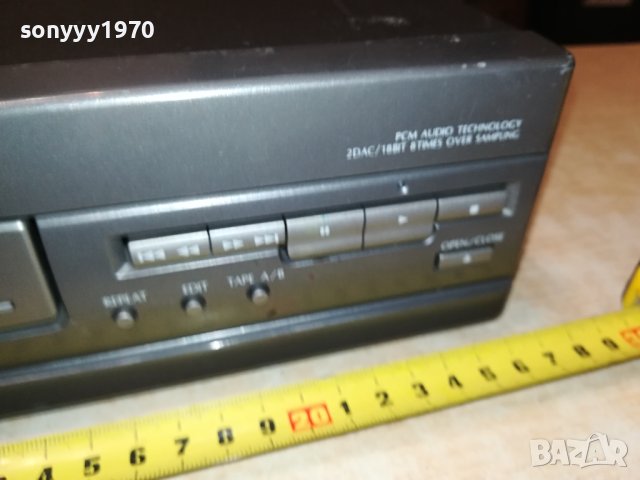 sonyyy1970
PCM AUDIO TECHNOLOGY
2DAC/18BIT 8TIMES OVER SAMPLING
OPEN/CLOSE
REPEAT EDIT TAPE A/B
5 6 7 8 9 20 1 2 3 4 5 6 7 8 9
BAZAR